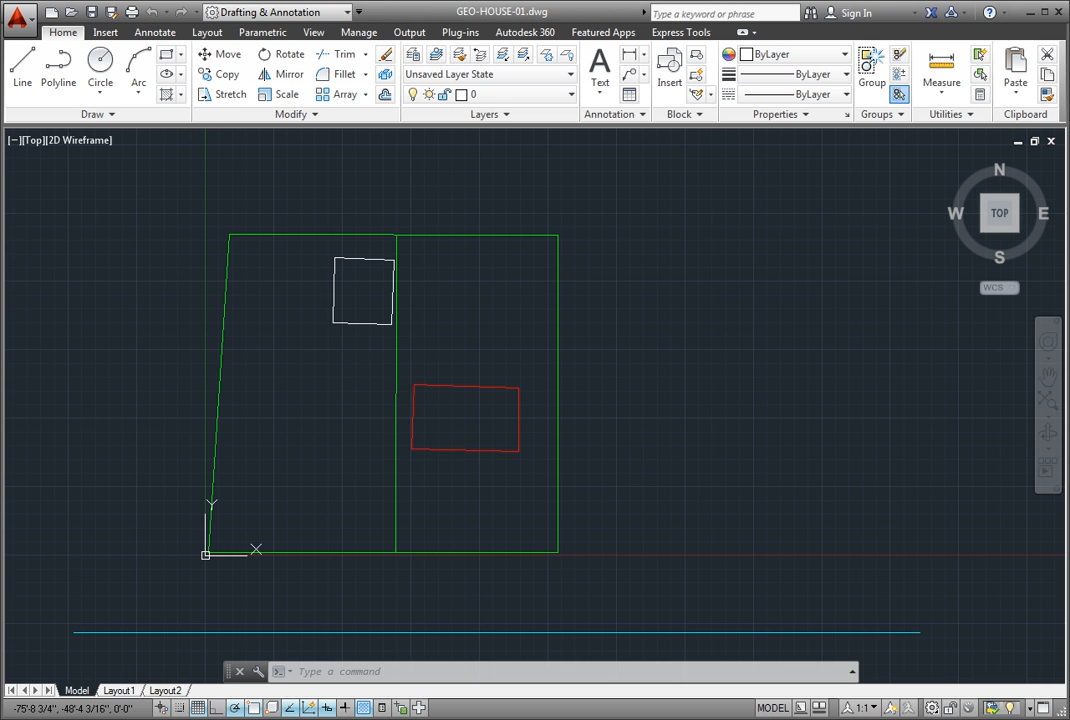 Drafting & Annotation GEO-HOUSE-01.dwg Type a keyword or phrase Sign In
Home Insert Annotate Layout Parametric View Manage Output Plug-ins Autodesk 360 Featured Apps Express Tools
Line Polyline Circle Arc Move Rotate Trim Copy Mirror Fillet Stretch Scale Array
Unsaved Layer State
0
Text Insert ByLayer
ByLayer
ByLayer
Group Measure Paste
Draw Modify Layers Annotation Block Properties Groups Utilities Clipboard
[−][Top][2D Wireframe]
N
W TOP E
S
WCS
Y
X
Type a command
Model Layout1 Layout2
-75'-8 3/4", -48'-4 3/16", 0'-0" MODEL 1:1